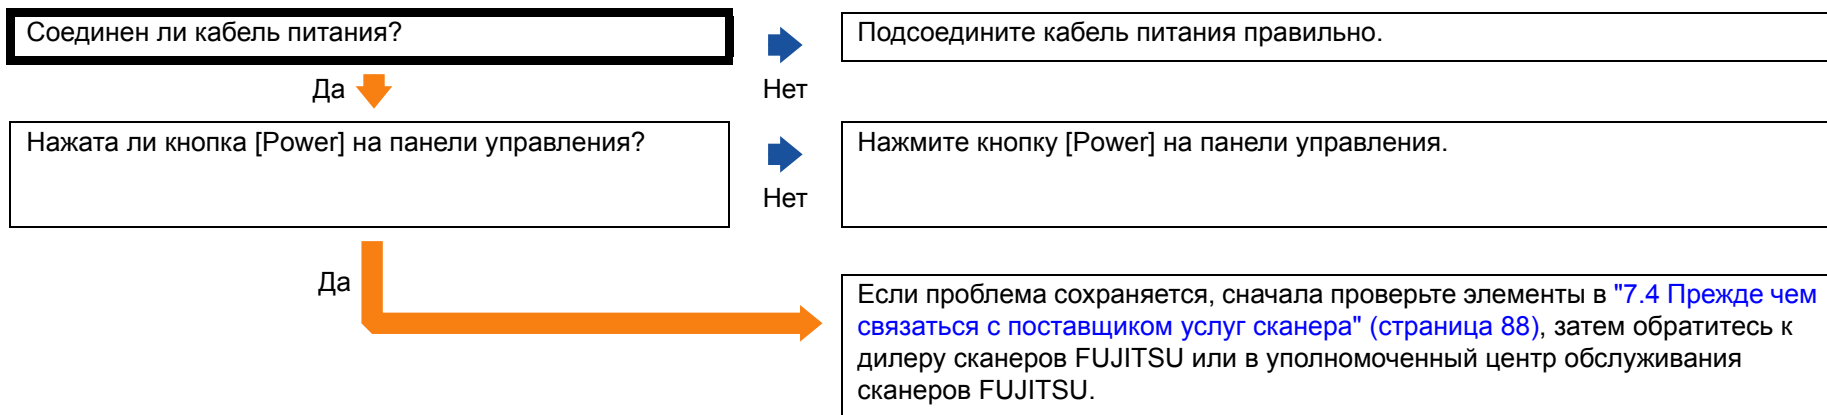 Соединен ли кабель питания?
Подсоедините кабель питания правильно.
Да
Нет
Нажата ли кнопка [Power] на панели управления?
Нажмите кнопку [Power] на панели управления.
Нет
Да
Если проблема сохраняется, сначала проверьте элементы в "7.4 Прежде чем
связаться с поставщиком услуг сканера" (страница 88), затем обратитесь к
дилеру сканеров FUJITSU или в уполномоченный центр обслуживания
сканеров FUJITSU.